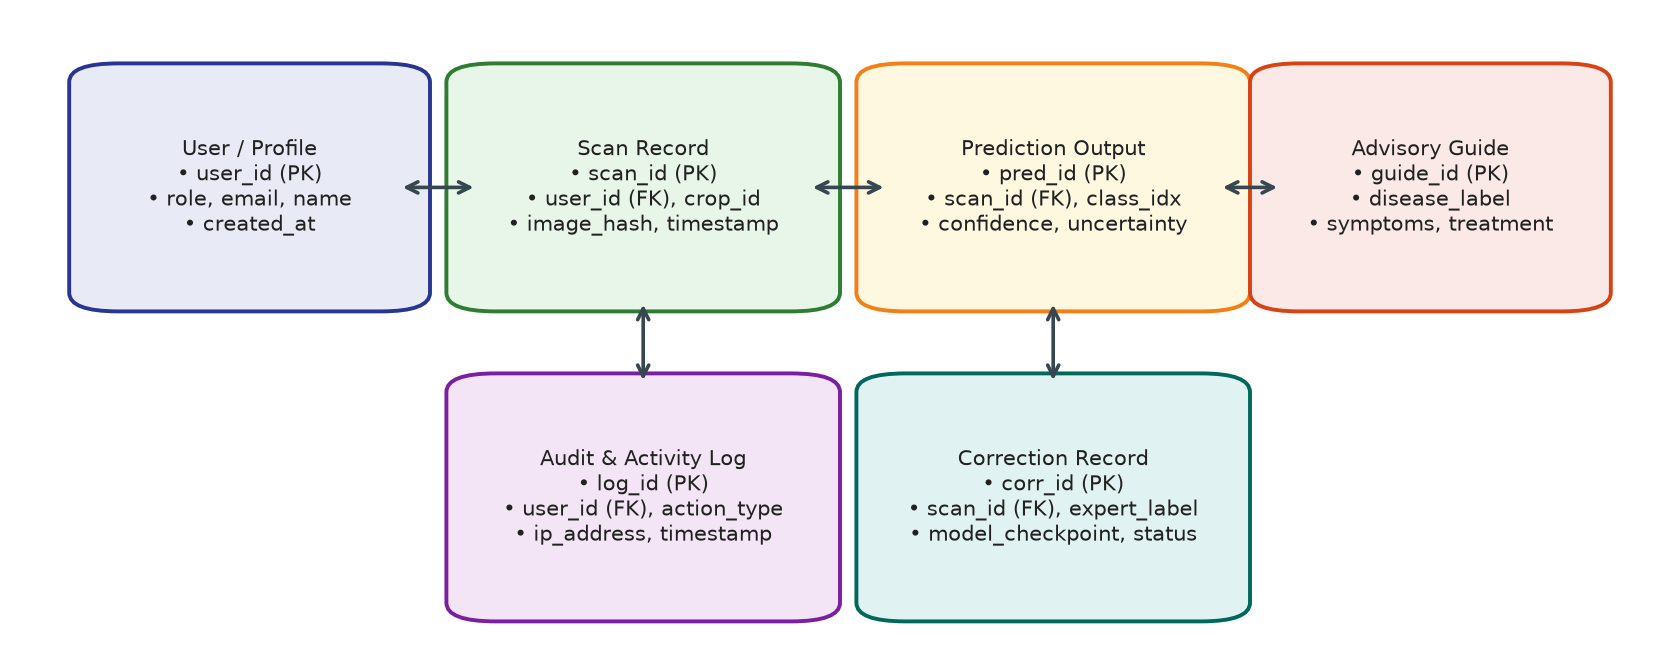 User / Profile
• user_id (PK)
• role, email, name
• created_at
Scan Record
• scan_id (PK)
• user_id (FK), crop_id
• image_hash, timestamp
Prediction Output
• pred_id (PK)
• scan_id (FK), class_idx
• confidence, uncertainty
Advisory Guide
• guide_id (PK)
• disease_label
• symptoms, treatment
Audit & Activity Log
• log_id (PK)
• user_id (FK), action_type
• ip_address, timestamp
Correction Record
• corr_id (PK)
• scan_id (FK), expert_label
• model_checkpoint, status